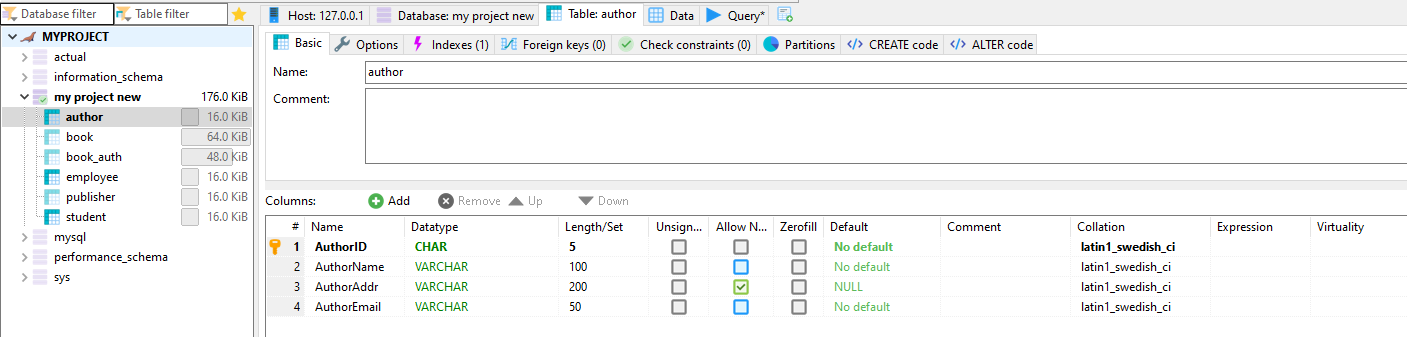 Database filter Table filter
MYPROJECT
actual
information_schema
my project new 176.0 KiB
author 16.0 KiB
book 64.0 KiB
book_auth 48.0 KiB
employee 16.0 KiB
publisher 16.0 KiB
student 16.0 KiB
mysql
performance_schema
sys
Host: 127.0.0.1 Database: my project new Table: author Data Query*
Basic Options Indexes (1) Foreign keys (0) Check constraints (0) Partitions CREATE code ALTER code
Name: author
Comment:
Columns: Add Remove Up Down
# Name Datatype Length/Set Unsign... Allow N... Zerofill Default Comment Collation Expression Virtuality
1 AuthorID CHAR 5 No default latin1_swedish_ci
2 AuthorName VARCHAR 100 No default latin1_swedish_ci
3 AuthorAddr VARCHAR 200 NULL latin1_swedish_ci
4 AuthorEmail VARCHAR 50 No default latin1_swedish_ci